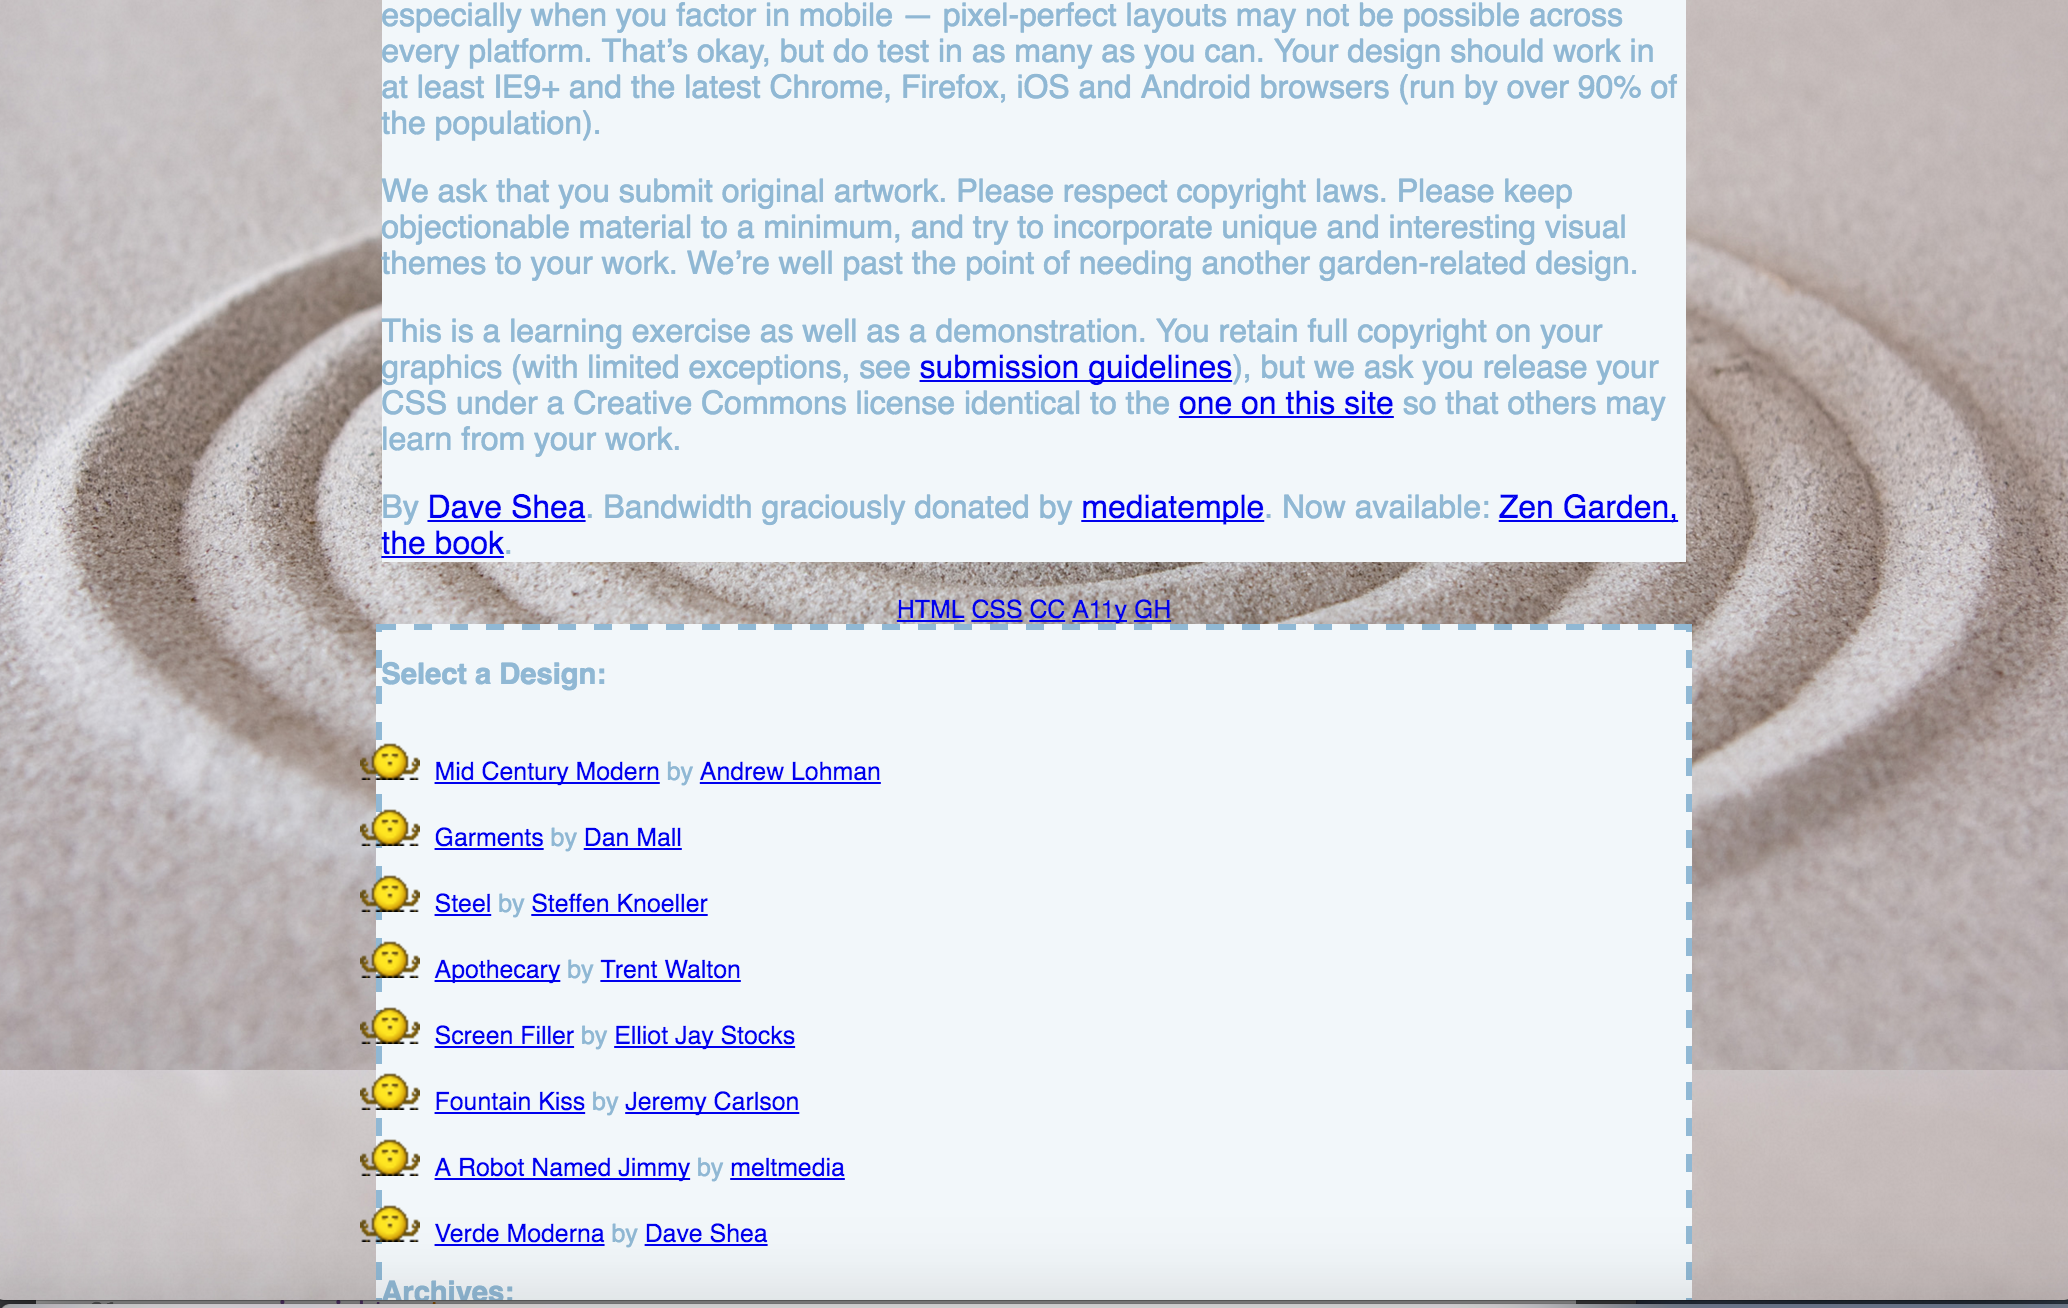 especially when you factor in mobile — pixel-perfect layouts may not be possible across
every platform. That’s okay, but do test in as many as you can. Your design should work in
at least IE9+ and the latest Chrome, Firefox, iOS and Android browsers (run by over 90% of
the population).
We ask that you submit original artwork. Please respect copyright laws. Please keep
objectionable material to a minimum, and try to incorporate unique and interesting visual
themes to your work. We’re well past the point of needing another garden-related design.
This is a learning exercise as well as a demonstration. You retain full copyright on your
graphics (with limited exceptions, see submission guidelines), but we ask you release your
CSS under a Creative Commons license identical to the one on this site so that others may
learn from your work.
By Dave Shea. Bandwidth graciously donated by mediatemple. Now available: Zen Garden,
the book.
HTML CSS CC A11y GH
Select a Design:
Mid Century Modern by Andrew Lohman
Garments by Dan Mall
Steel by Steffen Knoeller
Apothecary by Trent Walton
Screen Filler by Elliot Jay Stocks
Fountain Kiss by Jeremy Carlson
A Robot Named Jimmy by meltmedia
Verde Moderna by Dave Shea
Archives: